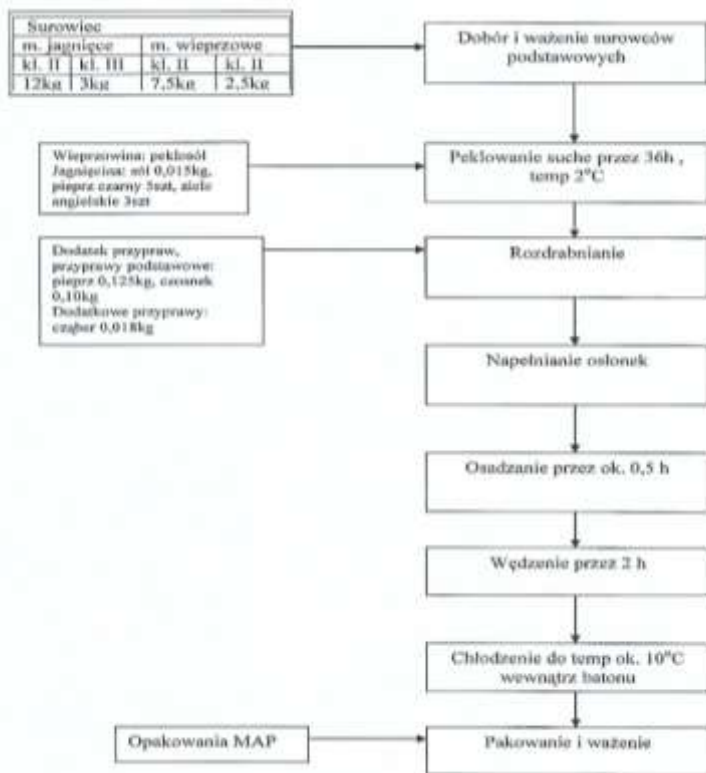 Surowiec
m. jagnięce m. wieprzowe
kl. II kl. III kl. II kl. II
12kg 3kg 7,5kg 2,5kg
Dobór i ważenie surowców
podstawowych
Wieprzowina: peklosól
Jagnięcina: sól 0,015kg,
pieprz czarny 5szt, ziele
angielskie 3szt
Peklowanie suche przez 36h ,
temp 2°C
Dodatek przypraw,
przyprawy podstawowe:
pieprz 0,125kg, czosnek
0,10kg
Dodatkowe przyprawy:
cząber 0,018kg
Rozdrabnianie
Napełnianie osłonek
Osadzanie przez ok. 0,5 h
Wędzenie przez 2 h
Chłodzenie do temp ok. 10°C
wewnątrz batonu
Opakowania MAP
Pakowanie i ważenie